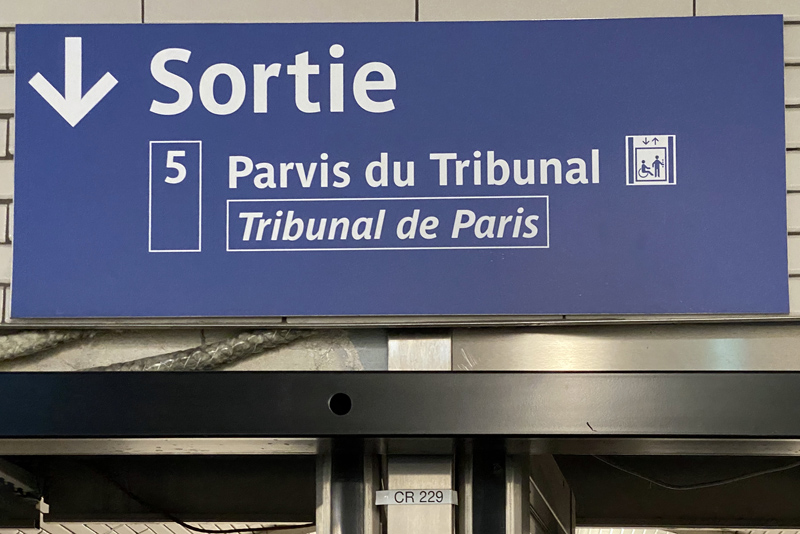 Sortie
5 Parvis du Tribunal
Tribunal de Paris
CR 229